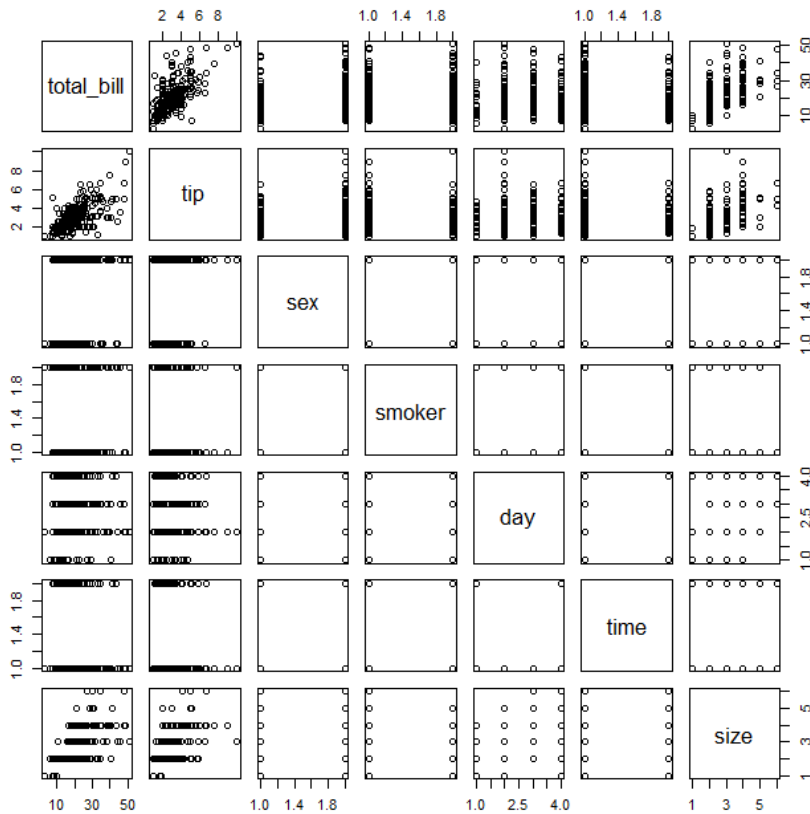 2 4 6 8 1.0 1.4 1.8 1.0 1.4 1.8
total_bill 10 30 50
2 4 6 8 tip
sex 1.0 1.4 1.8
1.0 1.4 1.8 smoker
day 1.0 2.5 4.0
1.0 1.4 1.8 time
size 1 3 5
10 30 50 1.0 1.4 1.8 1.0 2.5 4.0 1 3 5